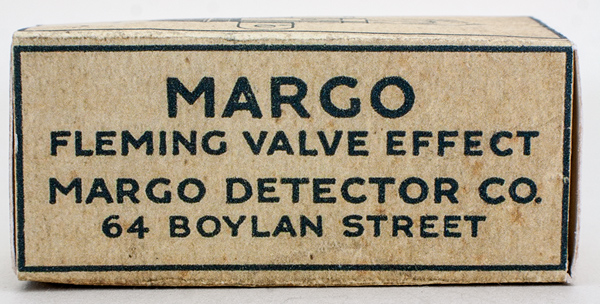 MARGO
FLEMING VALVE EFFECT
MARGO DETECTOR CO.
64 BOYLAN STREET